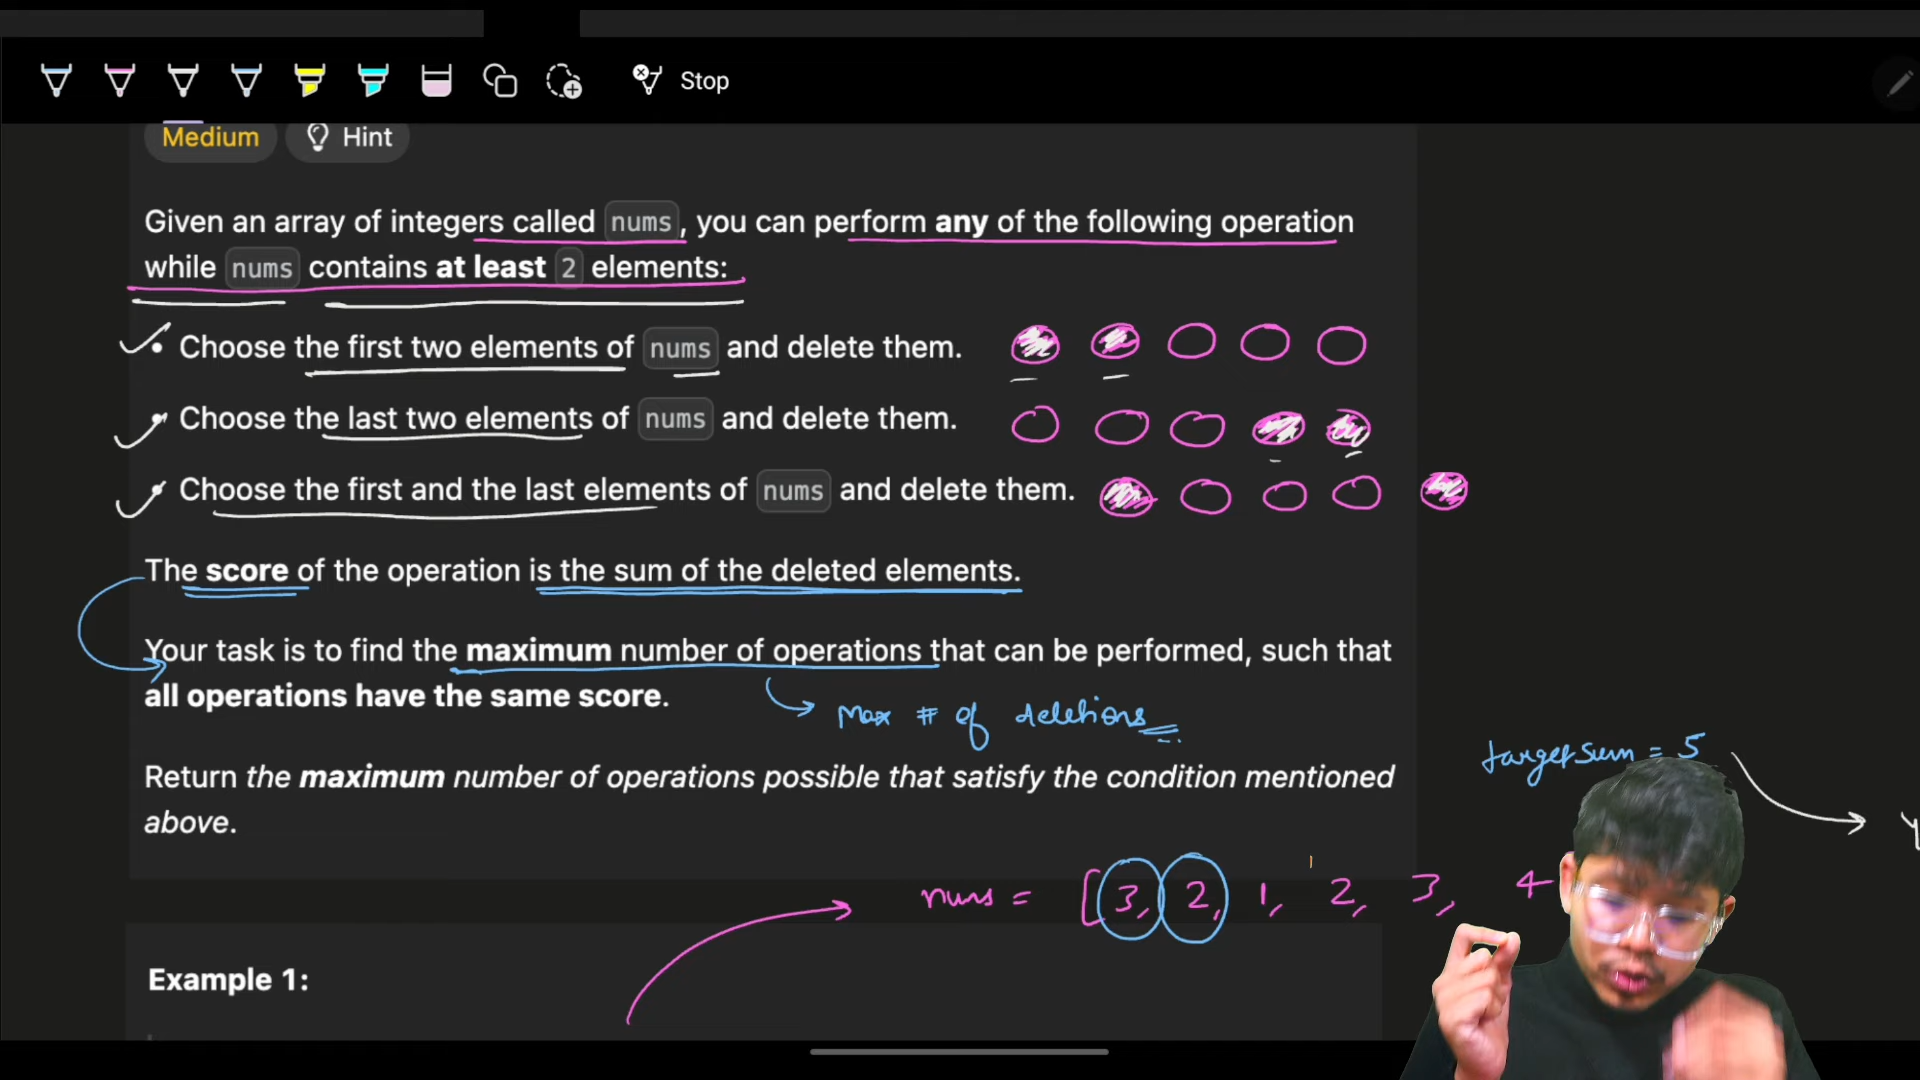 Stop
Medium Hint
Given an array of integers called nums, you can perform any of the following operation
while nums contains at least 2 elements:
• Choose the first two elements of nums and delete them.
• Choose the last two elements of nums and delete them.
• Choose the first and the last elements of nums and delete them.
The score of the operation is the sum of the deleted elements.
Your task is to find the maximum number of operations that can be performed, such that
all operations have the same score.
Max # of deletions
targetsum = 5
Return the maximum number of operations possible that satisfy the condition mentioned
above.
nums = [3, 2, 1, 2, 3, 4
Example 1: